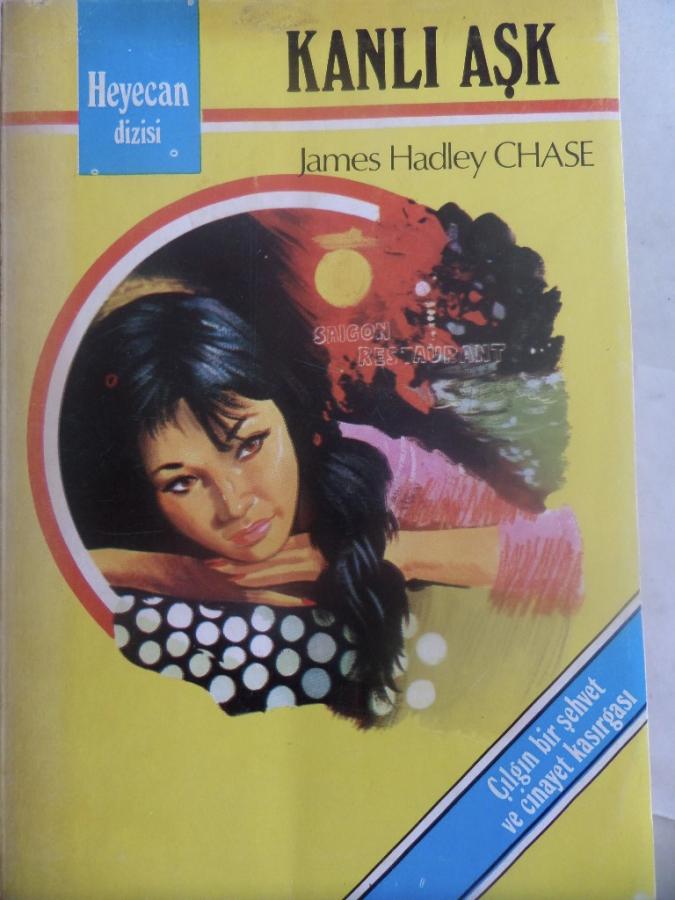 Heyecan
dizisi
KANLI AŞK
James Hadley CHASE
SAIGON
RESTAURANT
Çılgın bir şehvet
ve cinayet kasırgası